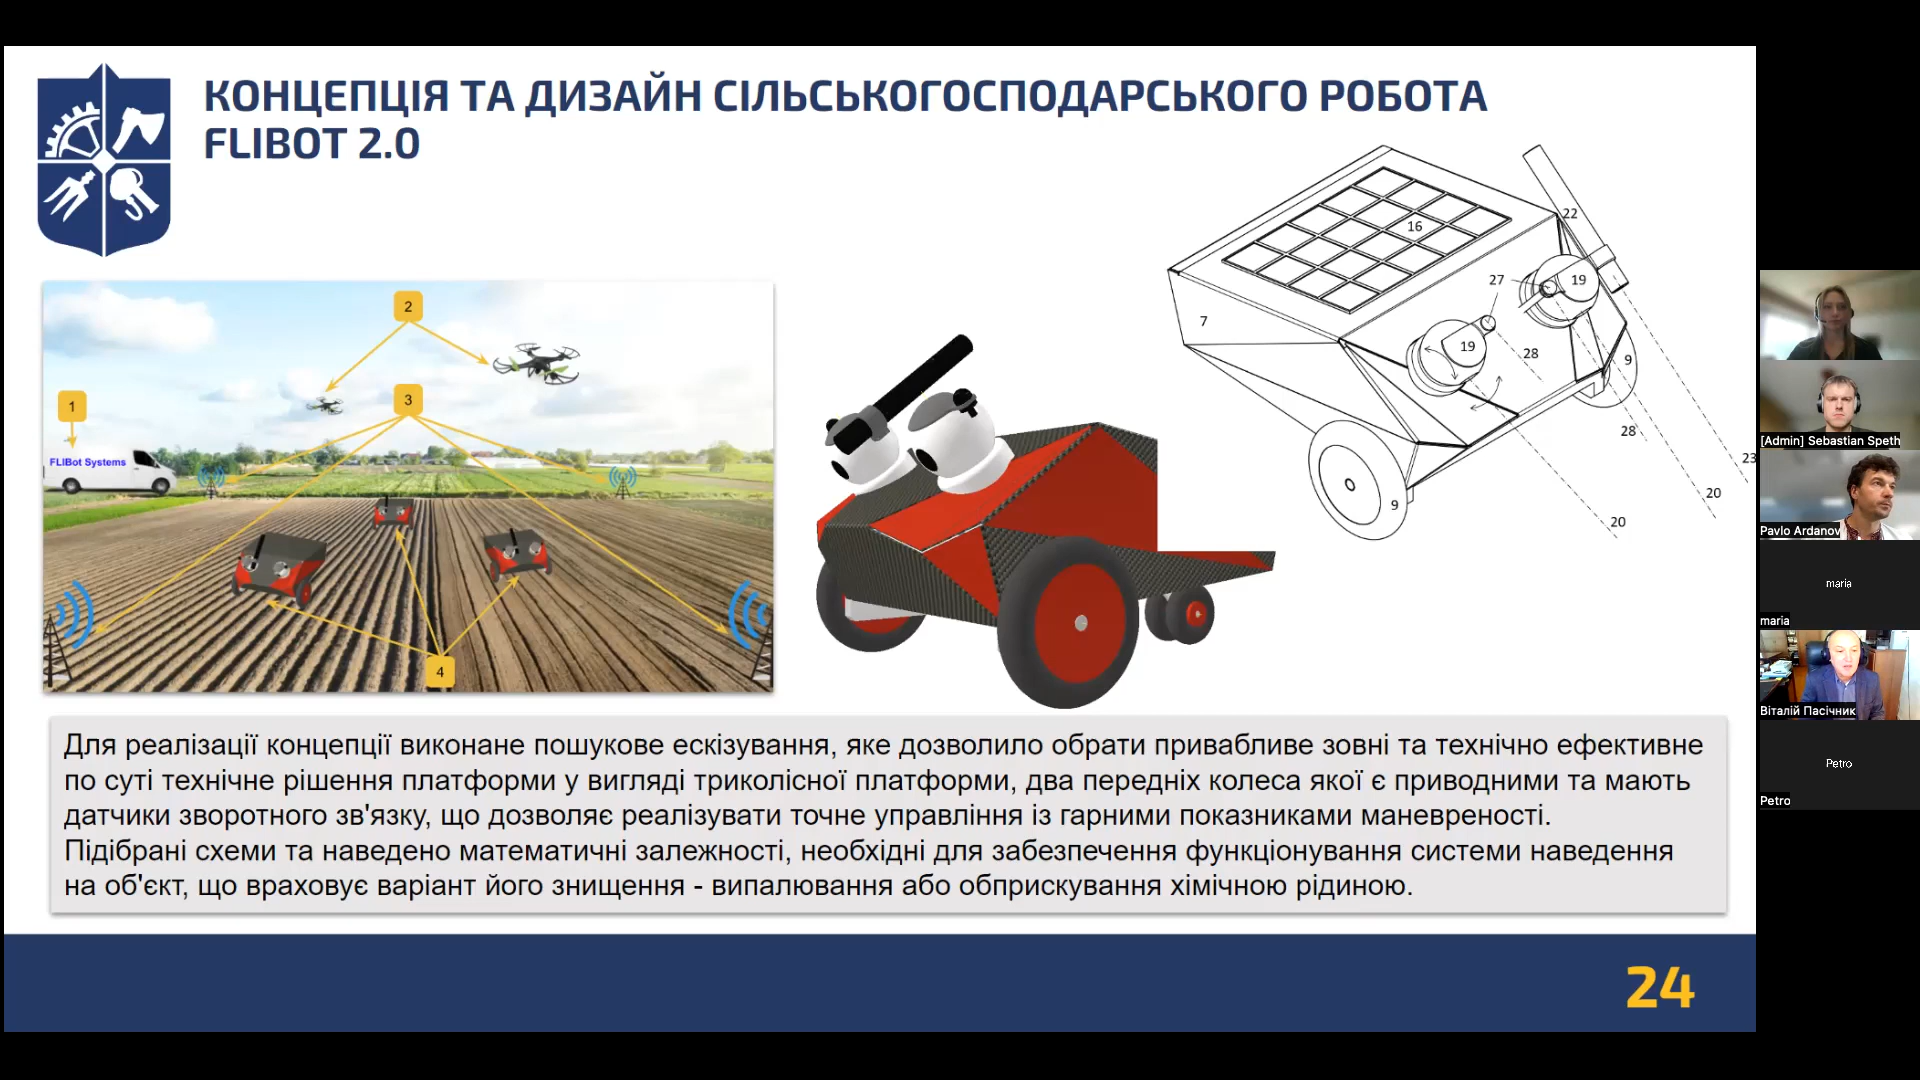 КОНЦЕПЦІЯ ТА ДИЗАЙН СІЛЬСЬКОГОСПОДАРСЬКОГО РОБОТА
FLIBOT 2.0
1
2
3
4
FLIBot Systems
16
22
27
19
7
19
28
9
28
23
9
20
20
Для реалізації концепції виконане пошукове ескізування, яке дозволило обрати привабливе зовні та технічно ефективне
по суті технічне рішення платформи у вигляді триколісної платформи, два передніх колеса якої є приводними та мають
датчики зворотного зв'язку, що дозволяє реалізувати точне управління із гарними показниками маневреності.
Підібрані схеми та наведено математичні залежності, необхідні для забезпечення функціонування системи наведення
на об'єкт, що враховує варіант його знищення - випалювання або обприскування хімічною рідиною.
24
[Admin] Sebastian Speth
Pavlo Ardanov
maria
maria
Віталій Пасічник
Petro
Petro